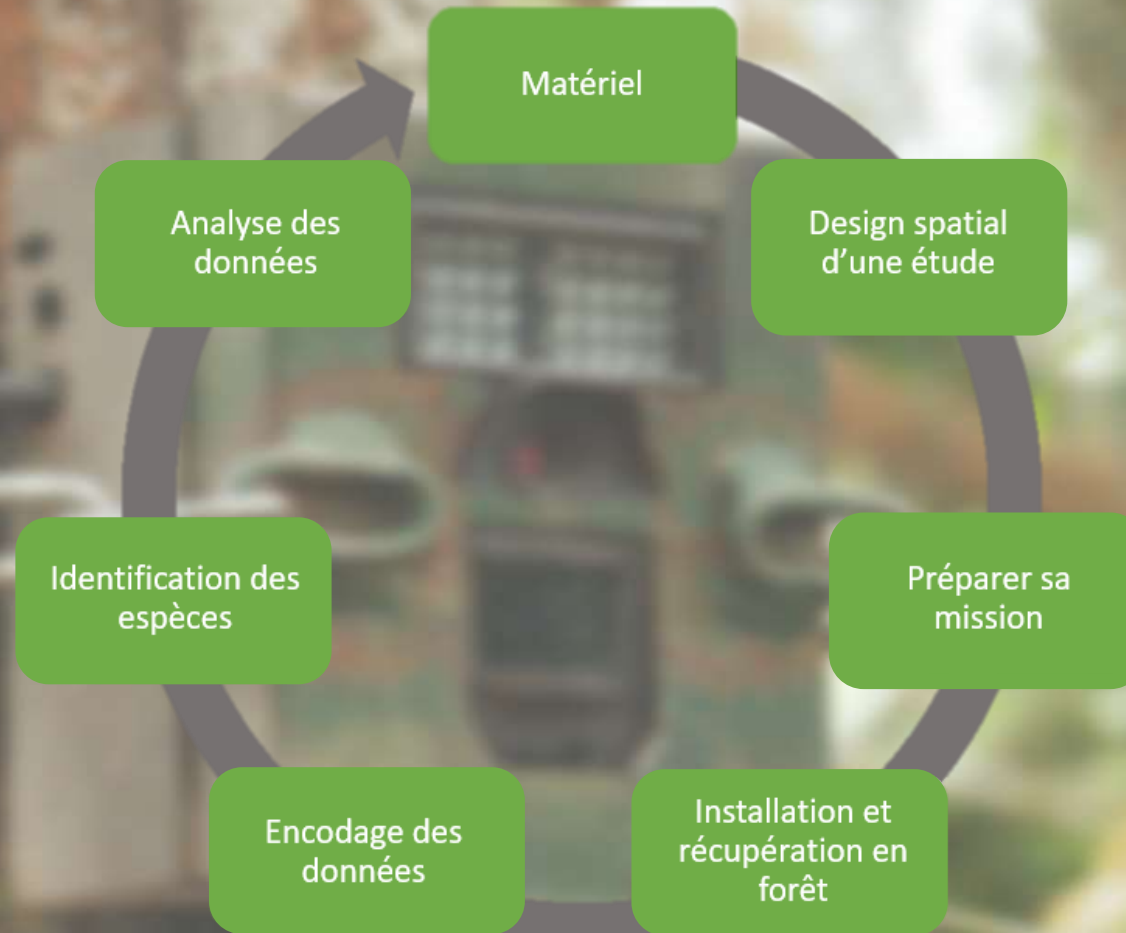 Matériel
Design spatial
d'une étude
Préparer sa
mission
Installation et
récupération en
forêt
Encodage des
données
Identification des
espèces
Analyse des
données